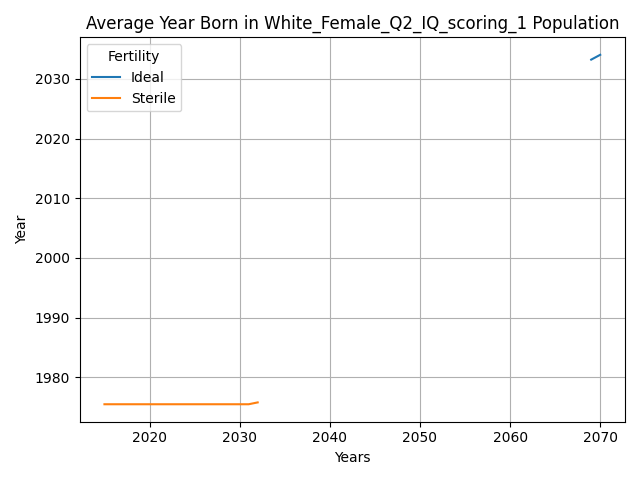 Average Year Born in White_Female_Q2_IQ_scoring_1 Population
Fertility
Ideal
Sterile
2030
2020
2010
2000
1990
1980
Year
2020 2030 2040 2050 2060 2070
Years